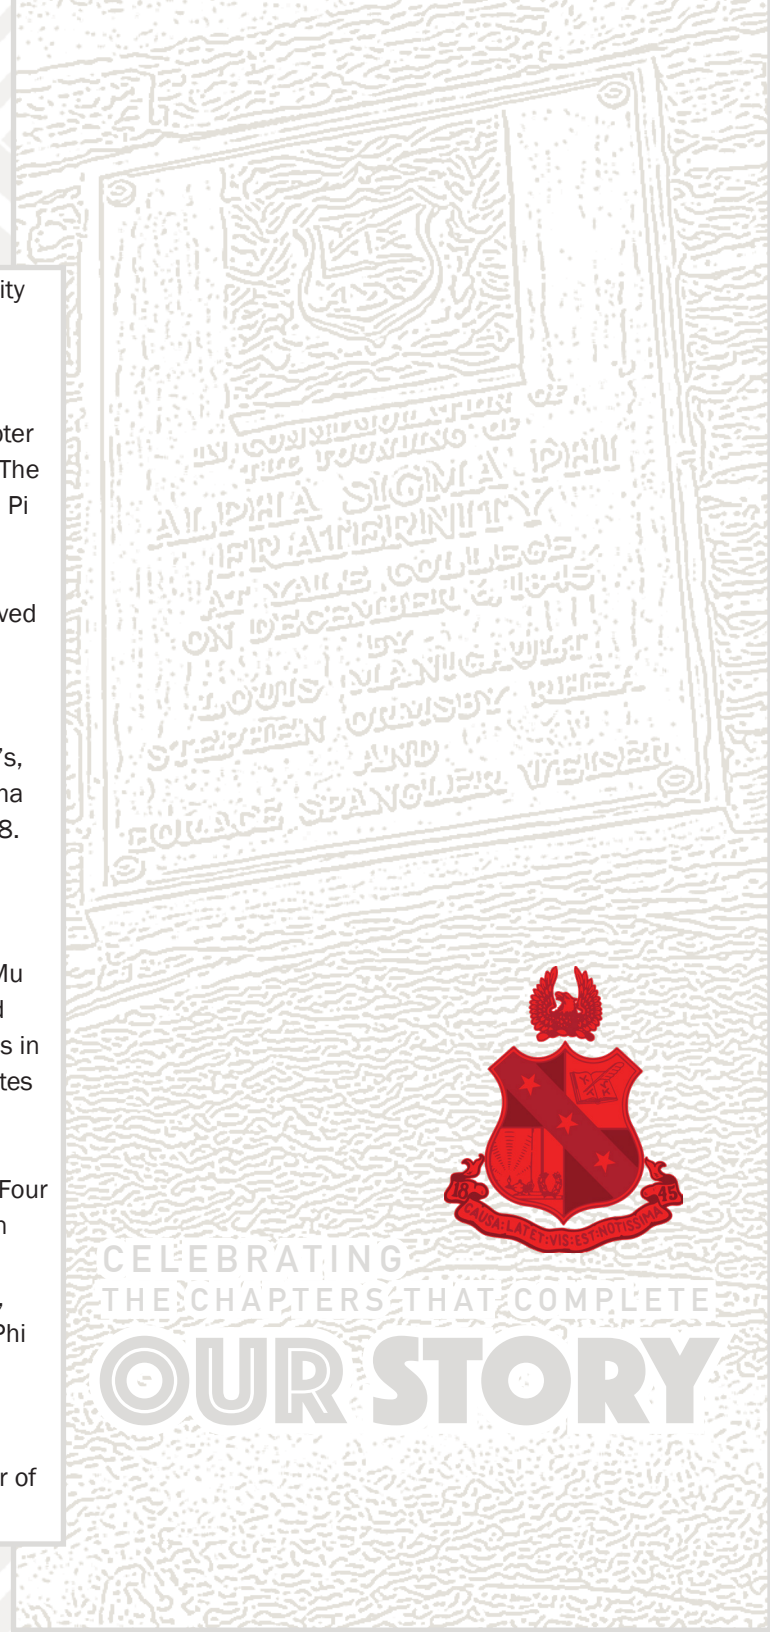 ity
pter
The
Pi
ved
's,
ma
8.
Mu
d
s in
tes
Four
n
,
Phi
r of
IN COMMEMORATION OF
THE FOUNDING OF
ALPHA SIGMA PHI
FRATERNITY
AT YALE COLLEGE
ON DECEMBER 6, 1845
BY
LOUIS MANIGAULT
STEPHEN ORMSBY RHEA
AND
HORACE SPANGLER WEISER
18
45
CAUSA:LATET:VIS:EST:NOTISSIMA
CELEBRATING
THE CHAPTERS THAT COMPLETE
OUR STORY